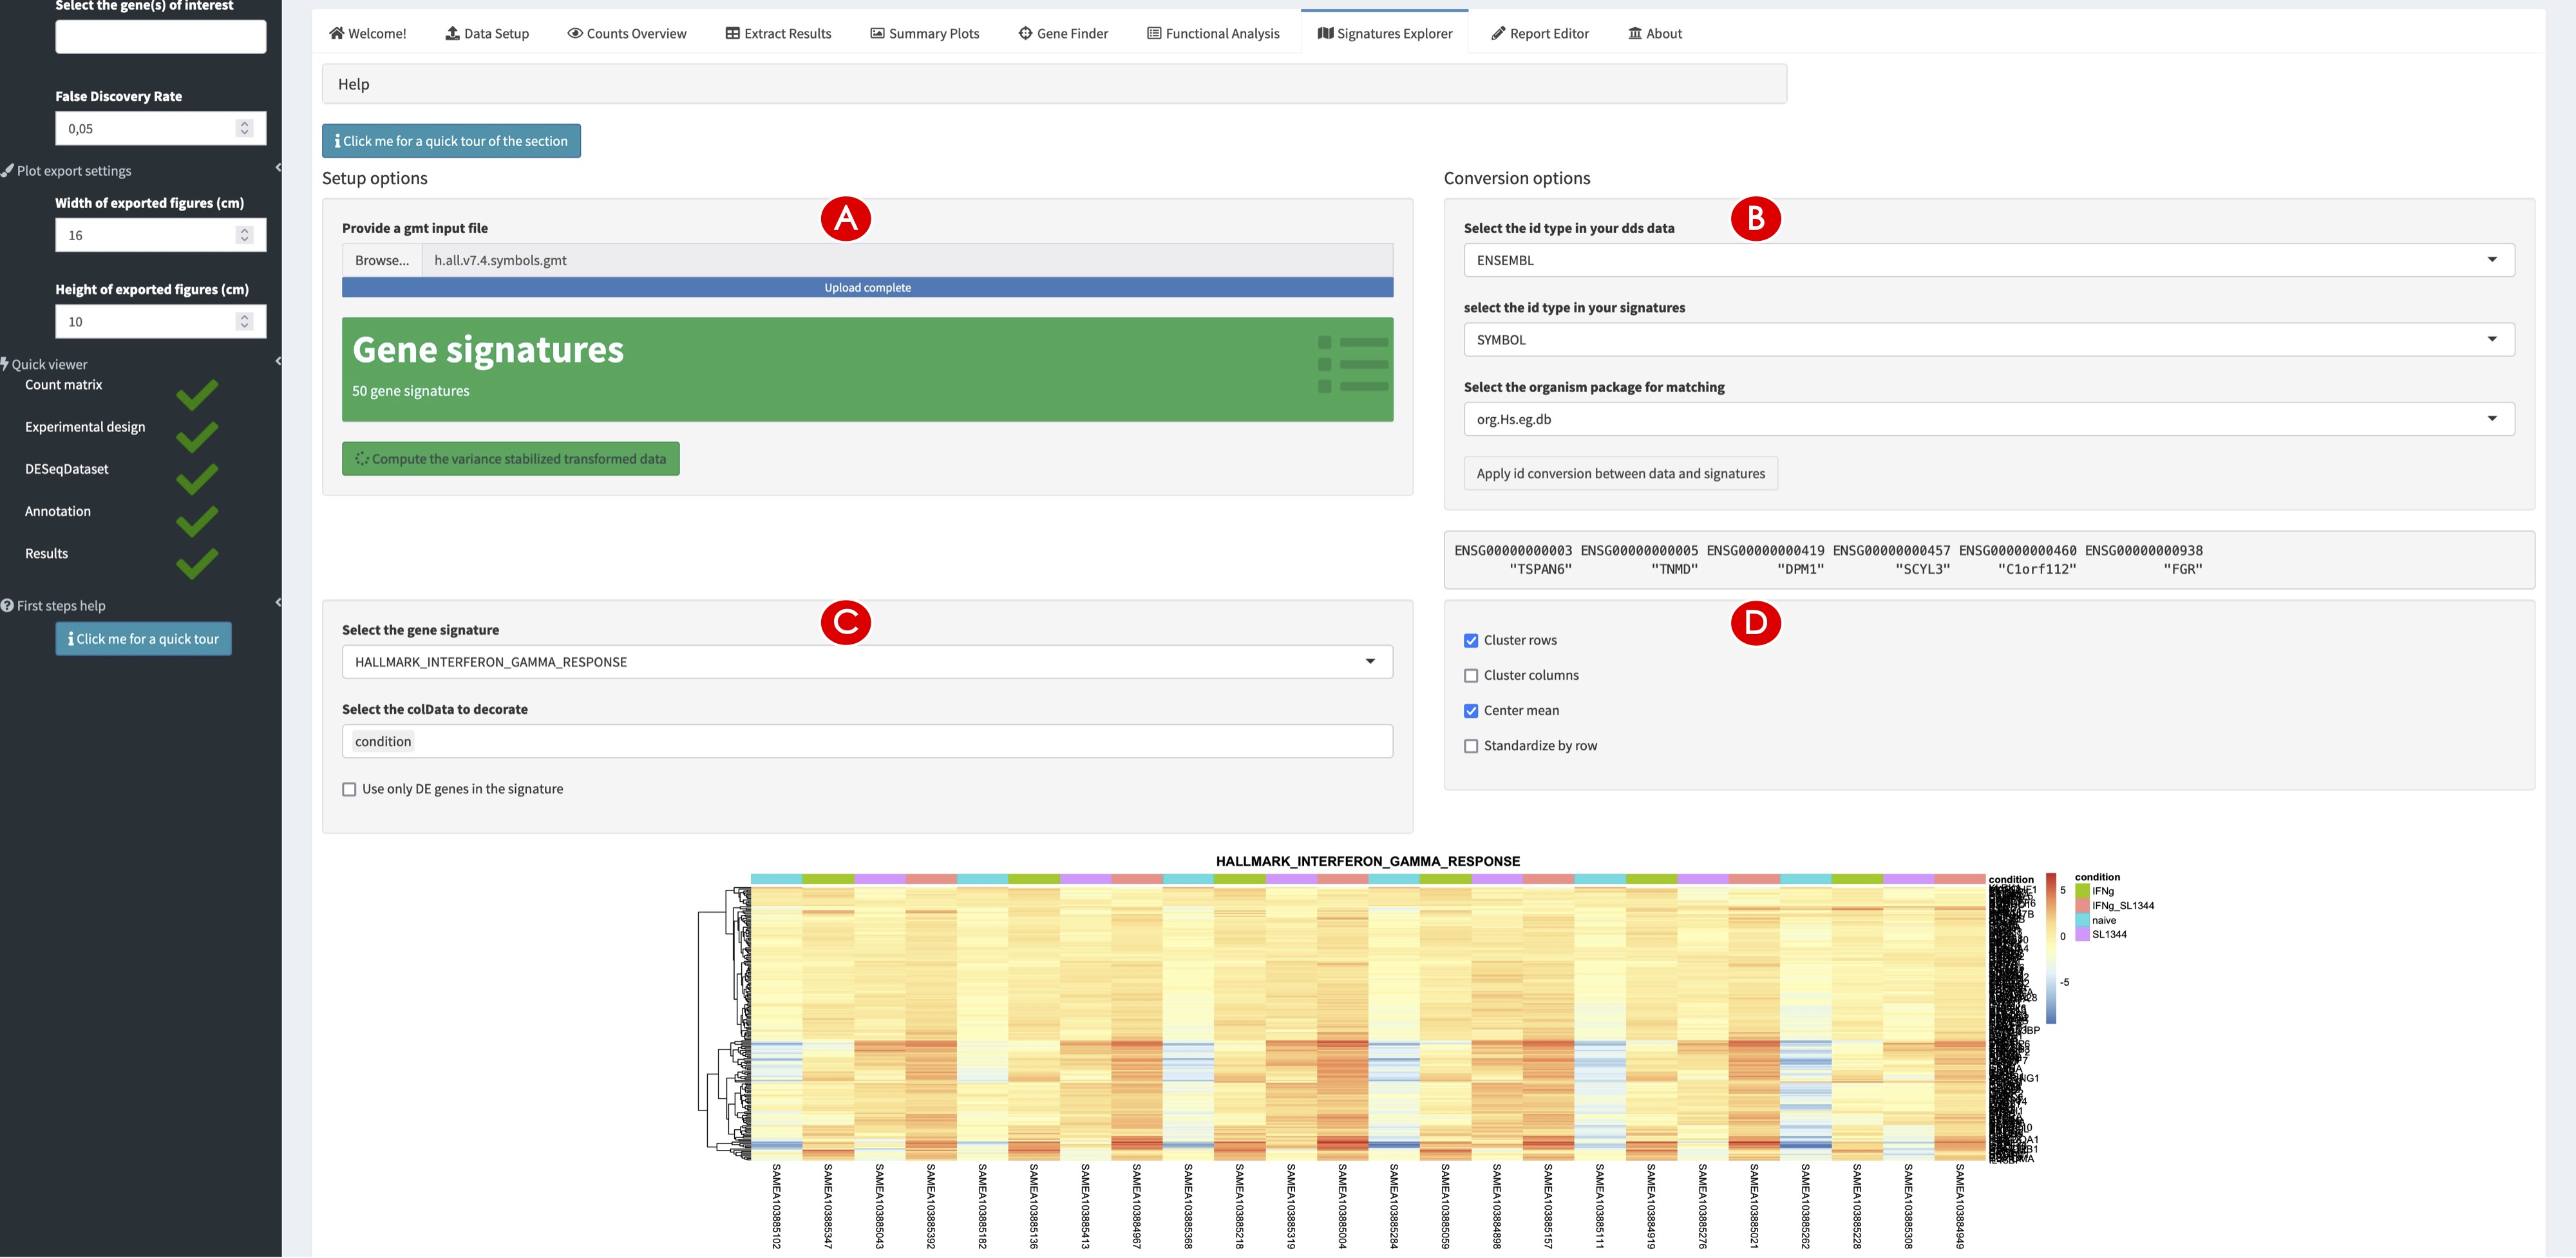 Select the gene(s) of interest
False Discovery Rate
0,05
Plot export settings
Width of exported figures (cm)
16
Height of exported figures (cm)
10
Quick viewer
Count matrix
Experimental design
DESeqDataset
Annotation
Results
First steps help
Click me for a quick tour
Welcome! Data Setup Counts Overview Extract Results Summary Plots Gene Finder Functional Analysis Signatures Explorer Report Editor About
Help
Click me for a quick tour of the section
Setup options
A
Provide a gmt input file
Browse... h.all.v7.4.symbols.gmt
Upload complete
Gene signatures
50 gene signatures
Compute the variance stabilized transformed data
Conversion options
B
Select the id type in your dds data
ENSEMBL
select the id type in your signatures
SYMBOL
Select the organism package for matching
org.Hs.eg.db
Apply id conversion between data and signatures
ENSG00000000003 ENSG00000000005 ENSG00000000419 ENSG00000000457 ENSG00000000460 ENSG00000000938
"TSPAN6" "TNMD" "DPM1" "SCYL3" "C1orf112" "FGR"
C
Select the gene signature
HALLMARK_INTERFERON_GAMMA_RESPONSE
Select the colData to decorate
condition
Use only DE genes in the signature
D
Cluster rows
Cluster columns
Center mean
Standardize by row
HALLMARK_INTERFERON_GAMMA_RESPONSE
condition
5
0
-5
condition
IFNg
IFNg_SL1344
naive
SL1344
SAMEA103885102
SAMEA103885347
SAMEA103885043
SAMEA103885392
SAMEA103885182
SAMEA103885136
SAMEA103885413
SAMEA103884967
SAMEA103885368
SAMEA103885218
SAMEA103885319
SAMEA103885004
SAMEA103885284
SAMEA103885059
SAMEA103884898
SAMEA103885157
SAMEA103885111
SAMEA103884919
SAMEA103885276
SAMEA103885021
SAMEA103885262
SAMEA103885228
SAMEA103885308
SAMEA103884949